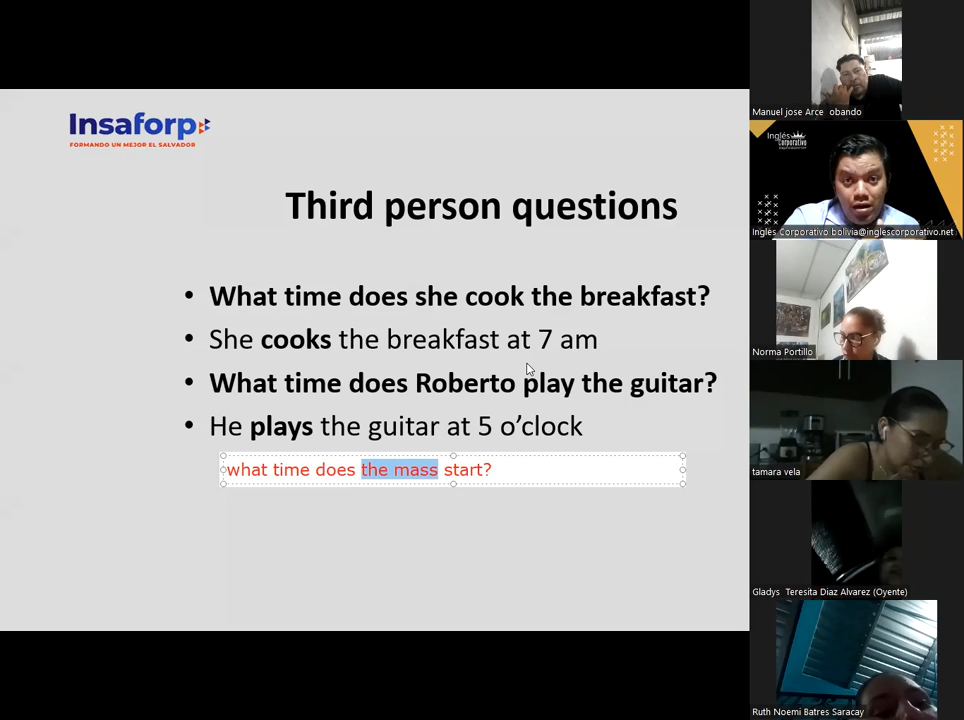 Insaforp
FORMANDO UN MEJOR EL SALVADOR
Third person questions
• What time does she cook the breakfast?
• She cooks the breakfast at 7 am
• What time does Roberto play the guitar?
• He plays the guitar at 5 o'clock
what time does the mass start?
Manuel jose Arce obando
Inglés
Corporativo
Inglés Corporativo bolivia@inglescorporativo.net
Norma Portillo
tamara vela
Gladys Teresita Diaz Alvarez (Oyente)
Ruth Noemi Batres Saracay